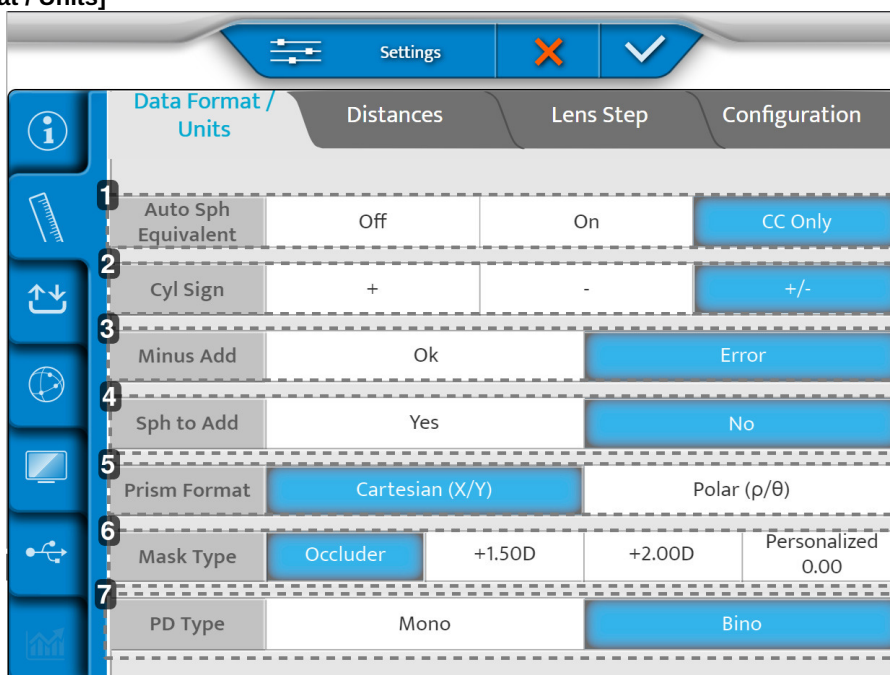 at / Units]
Settings
Data Format /
Units
Distances
Lens Step
Configuration
1
Auto Sph
Equivalent
Off
On
CC Only
2
Cyl Sign
+
-
+/-
3
Minus Add
Ok
Error
4
Sph to Add
Yes
No
5
Prism Format
Cartesian (X/Y)
Polar (ρ/θ)
6
Mask Type
Occluder
+1.50D
+2.00D
Personalized
0.00
7
PD Type
Mono
Bino